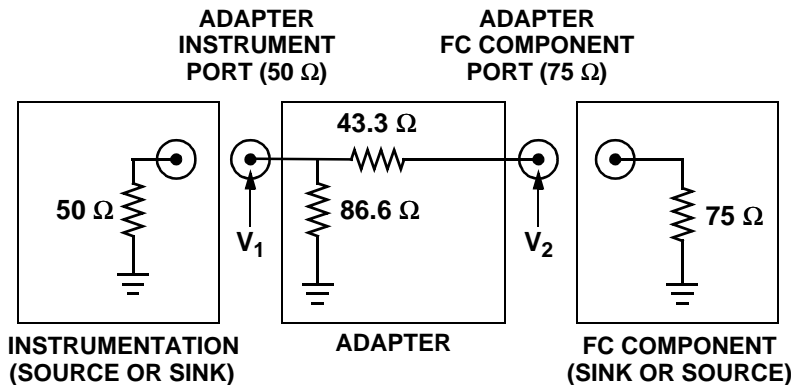 ADAPTER
INSTRUMENT
PORT (50 Ω)
ADAPTER
FC COMPONENT
PORT (75 Ω)
43.3 Ω
50 Ω
86.6 Ω
75 Ω
V1
V2
INSTRUMENTATION
(SOURCE OR SINK)
ADAPTER
FC COMPONENT
(SINK OR SOURCE)